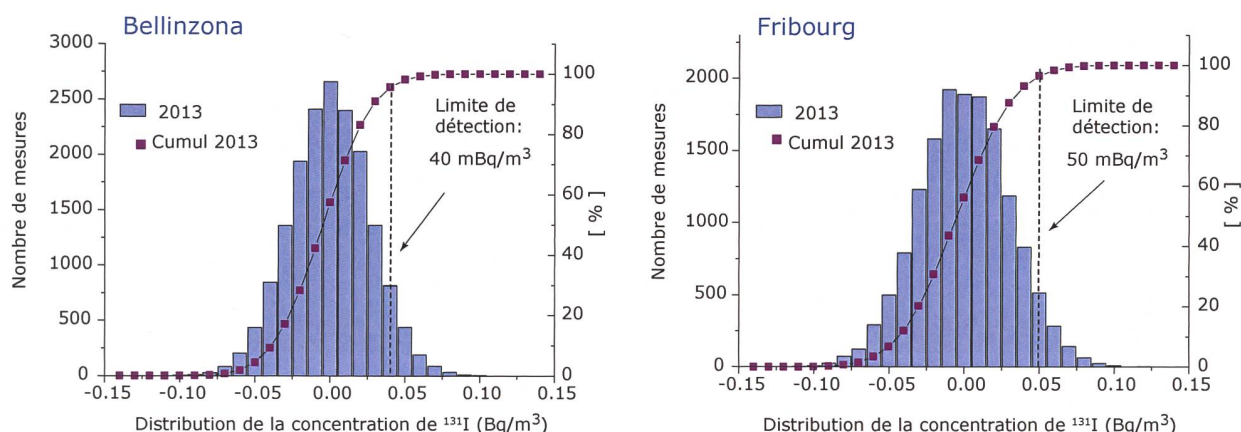 Bellinzona
3000
2500
2000
1500
1000
500
0
Nombre de mesures
2013
Cumul 2013
Limite de
détection:
40 mBq/m³
100
80
60
40
20
0
[ % ]
-0.15 -0.10 -0.05 0.00 0.05 0.10 0.15
Distribution de la concentration de ¹³¹I (Bq/m³)
Fribourg
2000
1500
1000
500
0
Nombre de mesures
2013
Cumul 2013
Limite de
détection:
50 mBq/m³
100
80
60
40
20
0
[ % ]
-0.15 -0.10 -0.05 0.00 0.05 0.10 0.15
Distribution de la concentration de ¹³¹I (Bq/m³)